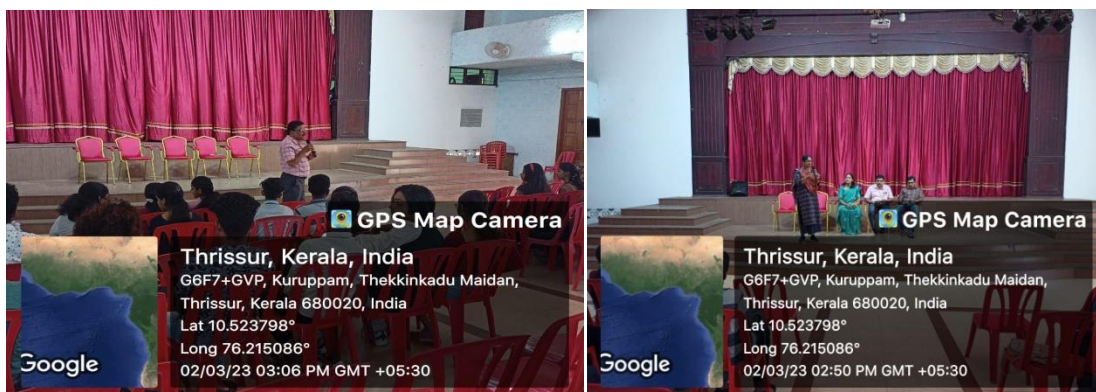 GPS Map Camera
Thrissur, Kerala, India
G6F7+GVP, Kuruppam, Thekkinkadu Maidan,
Thrissur, Kerala 680020, India
Lat 10.523798°
Long 76.215086°
02/03/23 03:06 PM GMT +05:30
Google
GPS Map Camera
Thrissur, Kerala, India
G6F7+GVP, Kuruppam, Thekkinkadu Maidan,
Thrissur, Kerala 680020, India
Lat 10.523798°
Long 76.215086°
02/03/23 02:50 PM GMT +05:30
Google